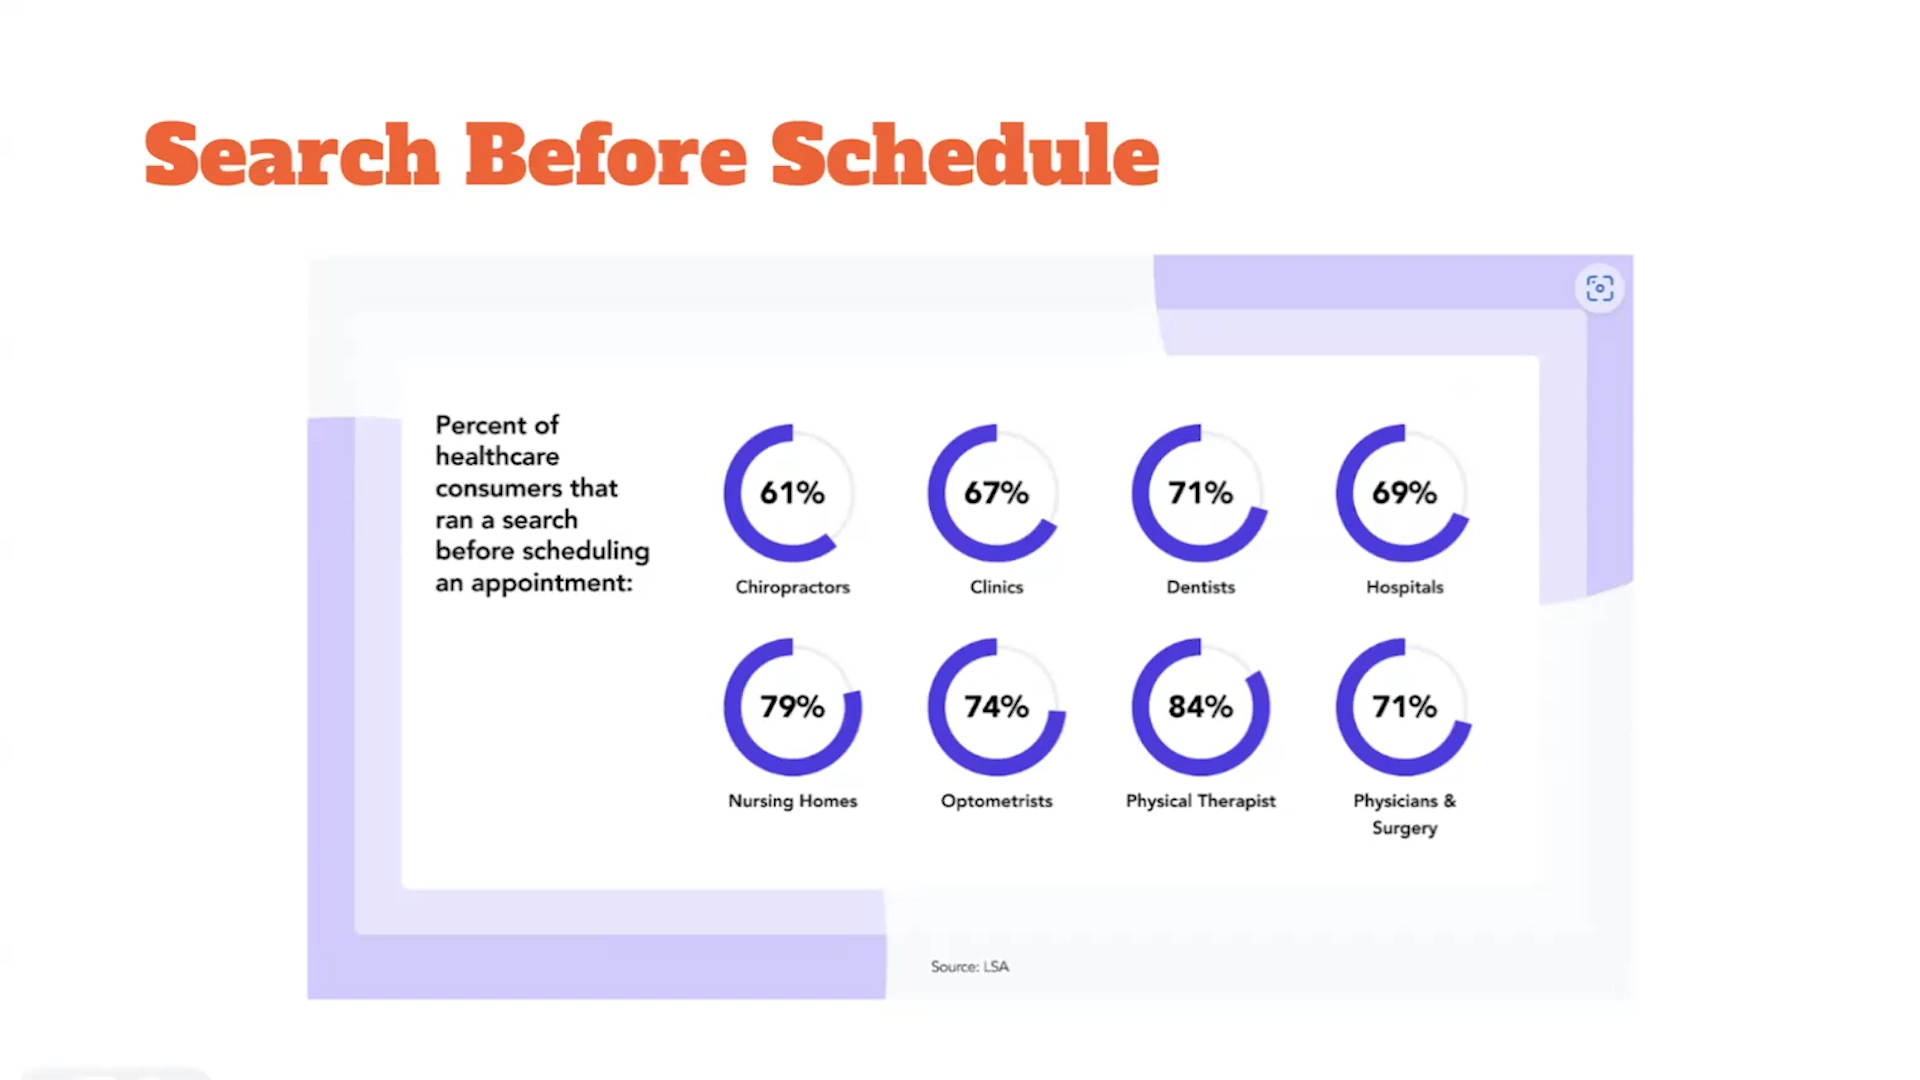 Search Before Schedule
Percent of
healthcare
consumers that
ran a search
before scheduling
an appointment:
61%
67%
71%
69%
Chiropractors
Clinics
Dentists
Hospitals
79%
74%
84%
71%
Nursing Homes
Optometrists
Physical Therapist
Physicians &
Surgery
Source: LSA